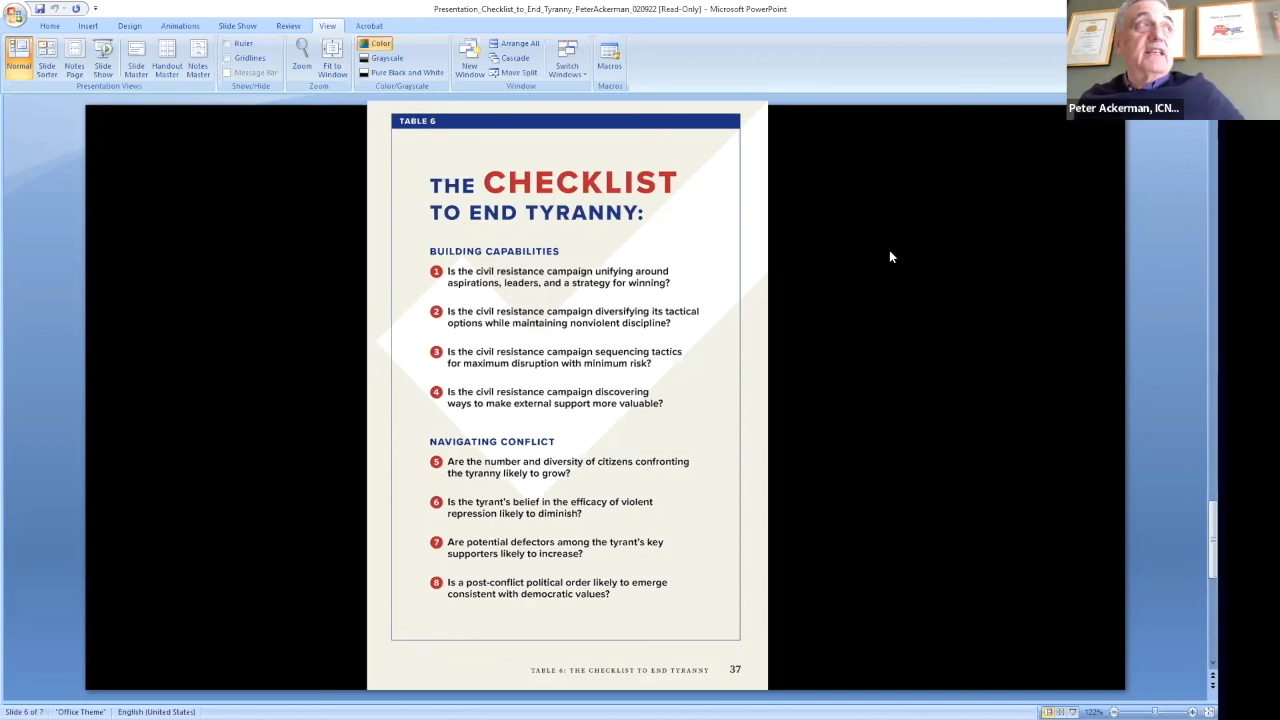 Presentation_Checklist_to_End_Tyranny_PeterAckerman_020922 [Read-Only] - Microsoft PowerPoint
Home Insert Design Animations Slide Show Review View Acrobat
Normal
Slide Sorter
Notes Page
Slide Show
Slide Master
Handout Master
Notes Master
Presentation Views
Ruler
Gridlines
Message Bar
Show/Hide
Zoom
Fit to Window
Zoom
Color
Grayscale
Pure Black and White
Color/Grayscale
New Window
Arrange All
Cascade
Move Split
Switch Windows
Window
Macros
Macros
Peter Ackerman, ICN...
TABLE 6
THE CHECKLIST
TO END TYRANNY:
BUILDING CAPABILITIES
1 Is the civil resistance campaign unifying around
aspirations, leaders, and a strategy for winning?
2 Is the civil resistance campaign diversifying its tactical
options while maintaining nonviolent discipline?
3 Is the civil resistance campaign sequencing tactics
for maximum disruption with minimum risk?
4 Is the civil resistance campaign discovering
ways to make external support more valuable?
NAVIGATING CONFLICT
5 Are the number and diversity of citizens confronting
the tyranny likely to grow?
6 Is the tyrant's belief in the efficacy of violent
repression likely to diminish?
7 Are potential defectors among the tyrant's key
supporters likely to increase?
8 Is a post-conflict political order likely to emerge
consistent with democratic values?
TABLE 6: THE CHECKLIST TO END TYRANNY 37
Slide 6 of 7 "Office Theme" English (United States) 122%